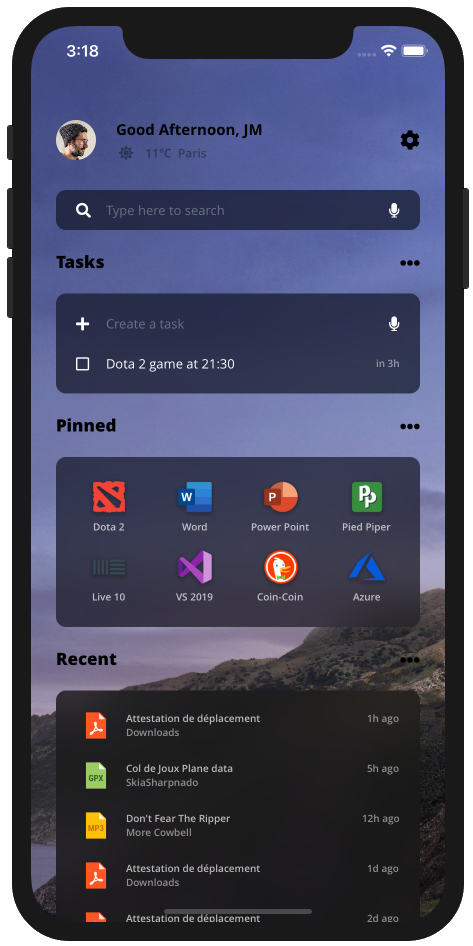 3:18
Good Afternoon, JM
11°C Paris
Type here to search
Tasks
Create a task
Dota 2 game at 21:30
in 3h
Pinned
W
P
Dota 2
Word
Power Point
Pied Piper
Live 10
VS 2019
Coin-Coin
Azure
Recent
Attestation de déplacement
1h ago
Downloads
GPX
Col de Joux Plane data
5h ago
SkiaSharpnado
MP3
Don't Fear The Ripper
12h ago
More Cowbell
Attestation de déplacement
1d ago
Downloads
Attestation de déplacement
2d ago